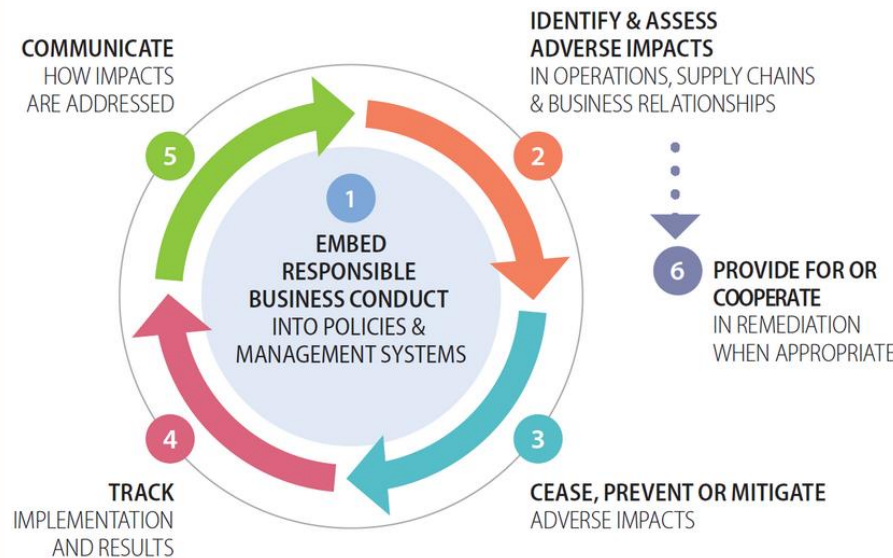 COMMUNICATE
HOW IMPACTS
ARE ADDRESSED
5
IDENTIFY & ASSESS
ADVERSE IMPACTS
IN OPERATIONS, SUPPLY CHAINS
& BUSINESS RELATIONSHIPS
2
1
EMBED
RESPONSIBLE
BUSINESS CONDUCT
INTO POLICIES &
MANAGEMENT SYSTEMS
6
PROVIDE FOR OR
COOPERATE
IN REMEDIATION
WHEN APPROPRIATE
4
TRACK
IMPLEMENTATION
AND RESULTS
3
CEASE, PREVENT OR MITIGATE
ADVERSE IMPACTS